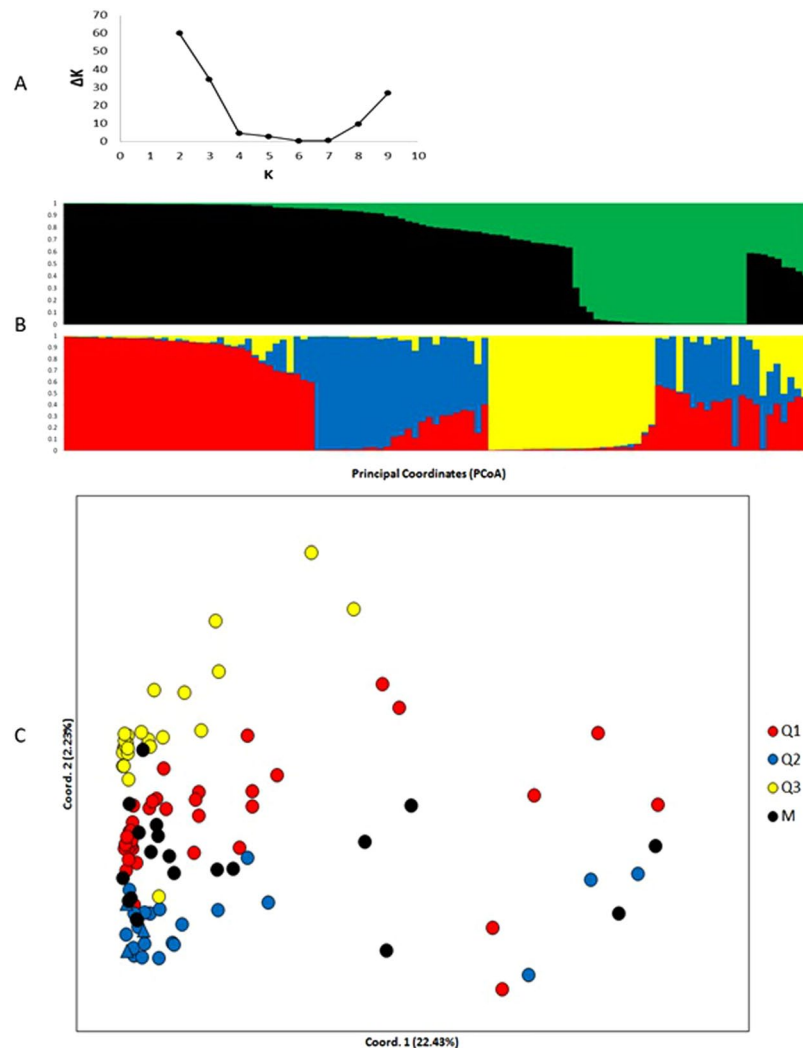 A
ΔK
70
60
50
40
30
20
10
0
0 1 2 3 4 5 6 7 8 9 10
K
B
1
0.9
0.8
0.7
0.6
0.5
0.4
0.3
0.2
0.1
0
1
0.9
0.8
0.7
0.6
0.5
0.4
0.3
0.2
0.1
0
Principal Coordinates (PCoA)
C
Coord. 2 (2.23%)
Q1
Q2
Q3
M
Coord. 1 (22.43%)